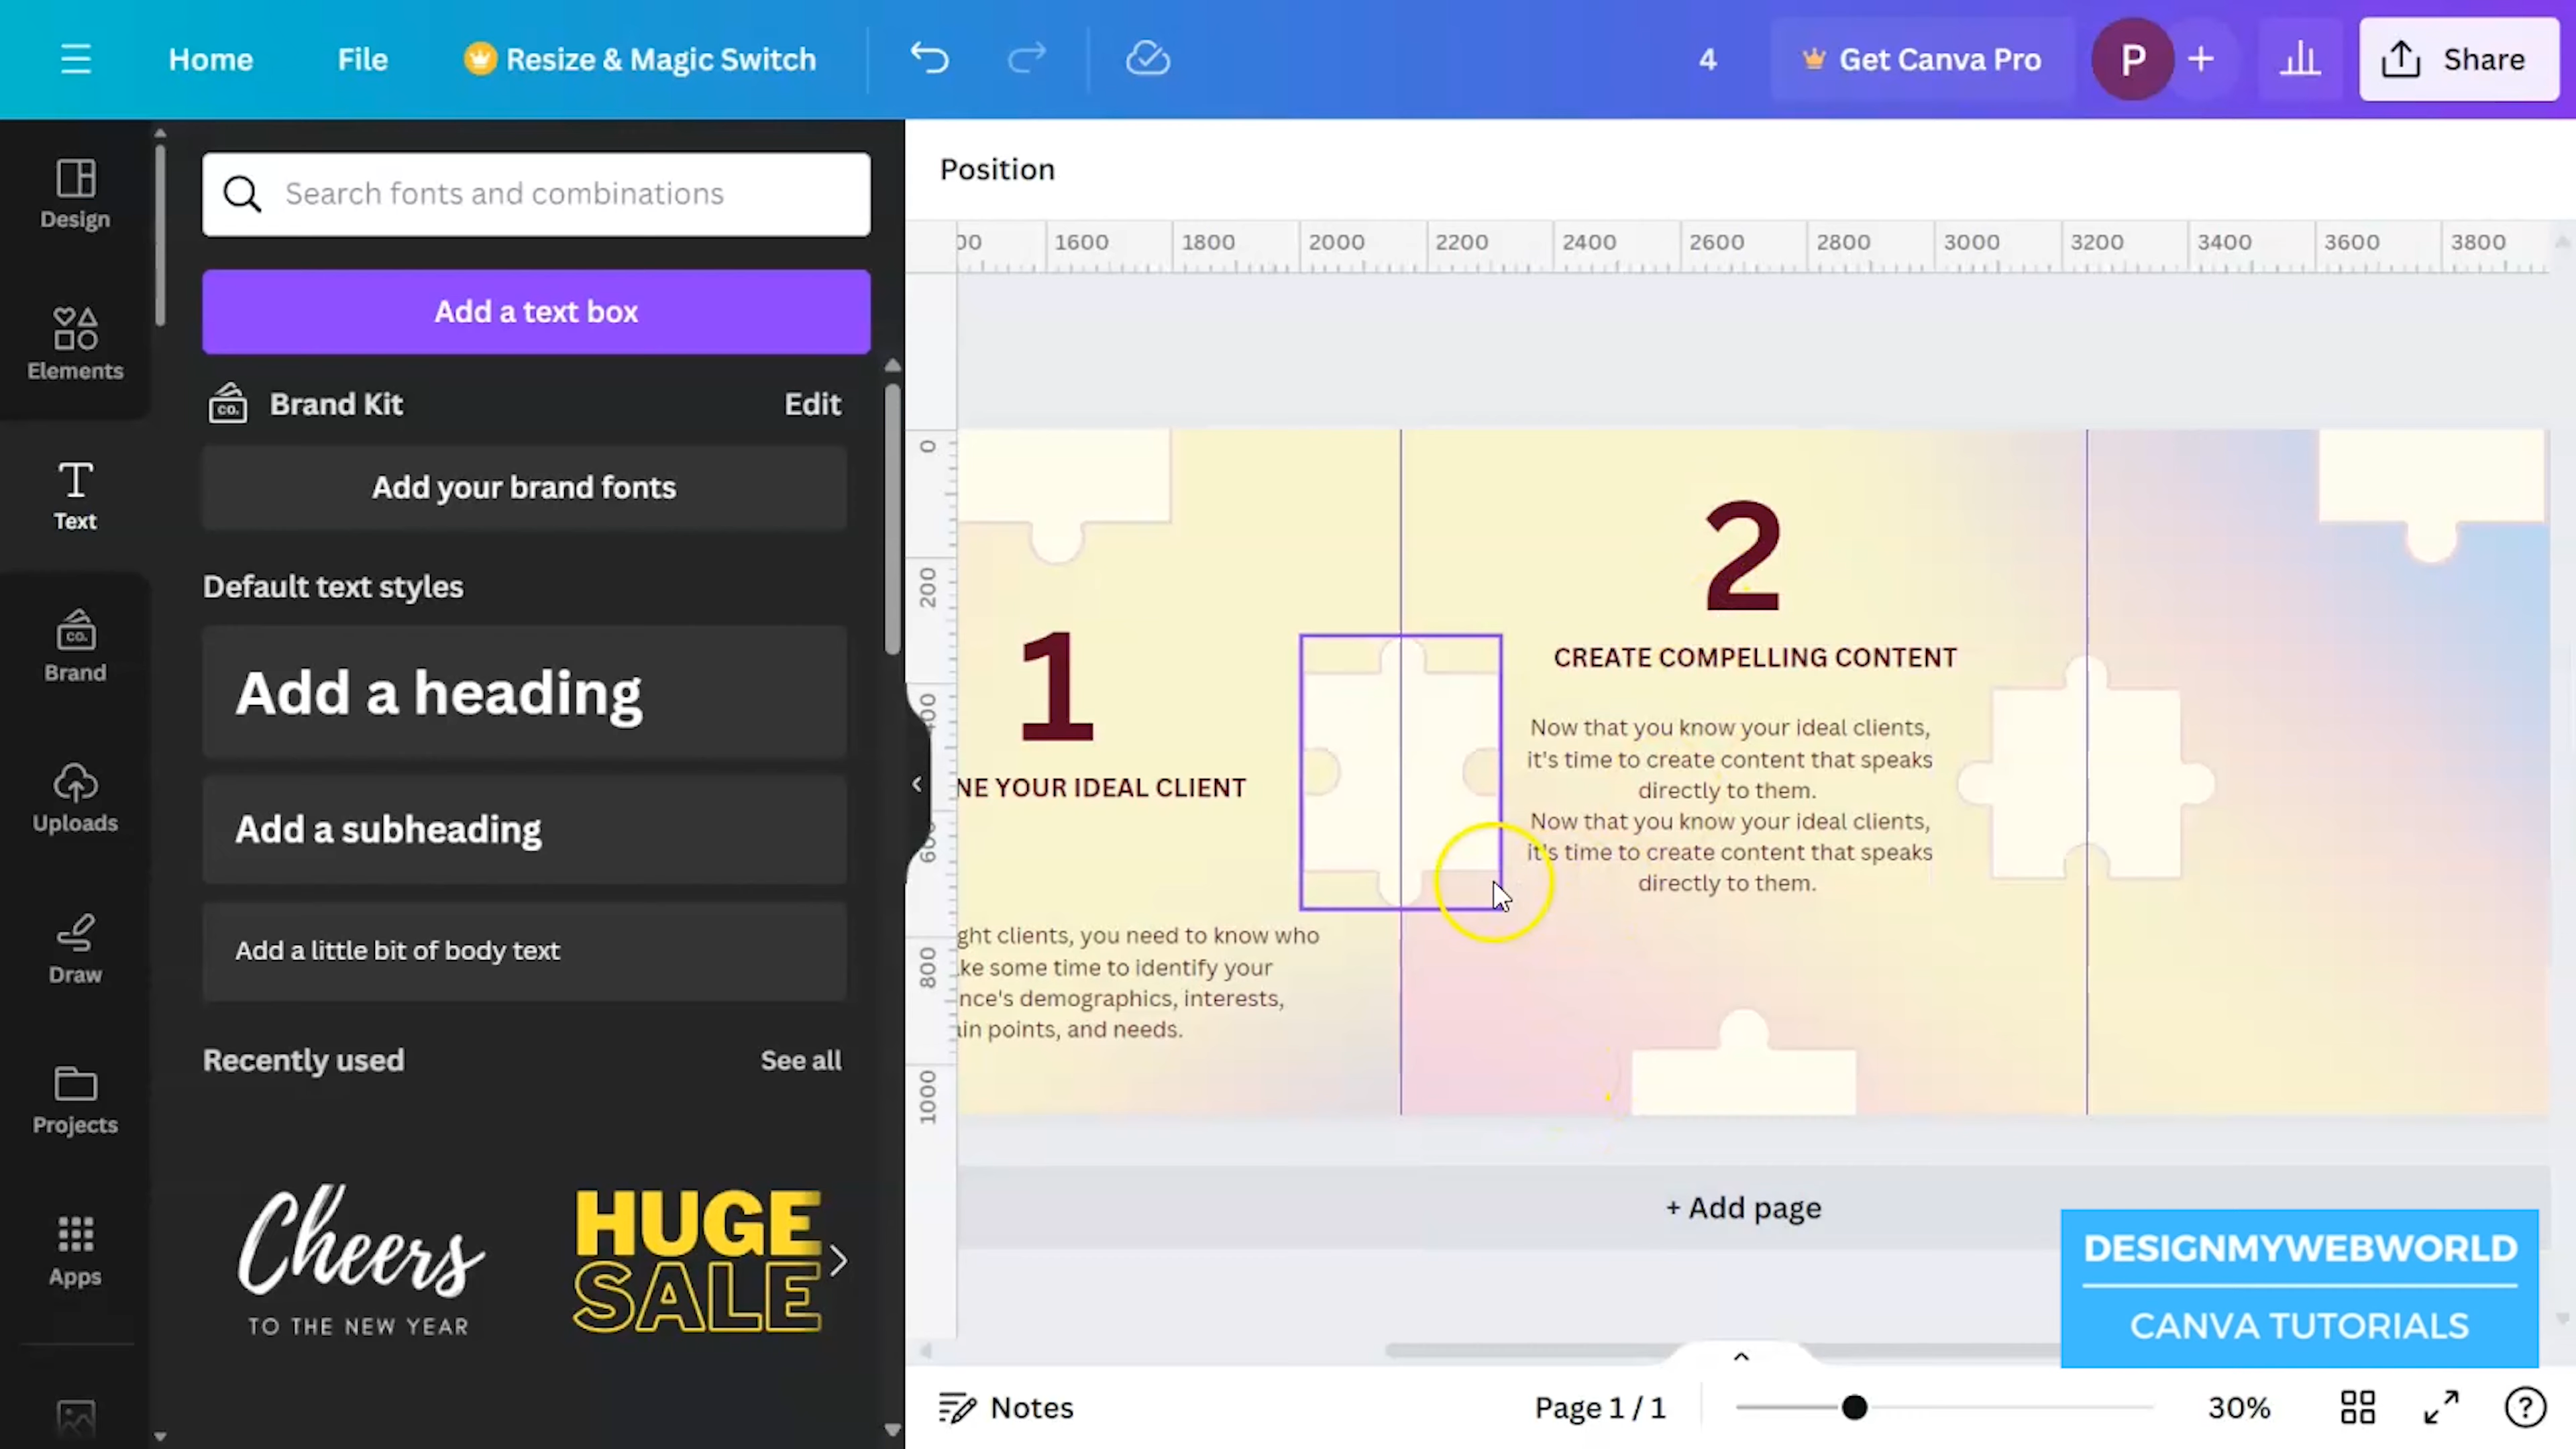 Home
File
Resize & Magic Switch
4
Get Canva Pro
P
+
Share
Design
Elements
Text
Brand
Uploads
Draw
Projects
Apps
Search fonts and combinations
Add a text box
CO.
Brand Kit
Edit
Add your brand fonts
Default text styles
Add a heading
Add a subheading
Add a little bit of body text
Recently used
See all
Cheers
TO THE NEW YEAR
HUGE
SALE
Position
00 1600 1800 2000 2200 2400 2600 2800 3000 3200 3400 3600 3800
0
200
400
600
800
1000
1
NE YOUR IDEAL CLIENT
ght clients, you need to know who
ke some time to identify your
nce's demographics, interests,
in points, and needs.
2
CREATE COMPELLING CONTENT
Now that you know your ideal clients,
it's time to create content that speaks
directly to them.
Now that you know your ideal clients,
it's time to create content that speaks
directly to them.
+ Add page
DESIGNMYWEBWORLD
CANVA TUTORIALS
Notes
Page 1 / 1
30%
?